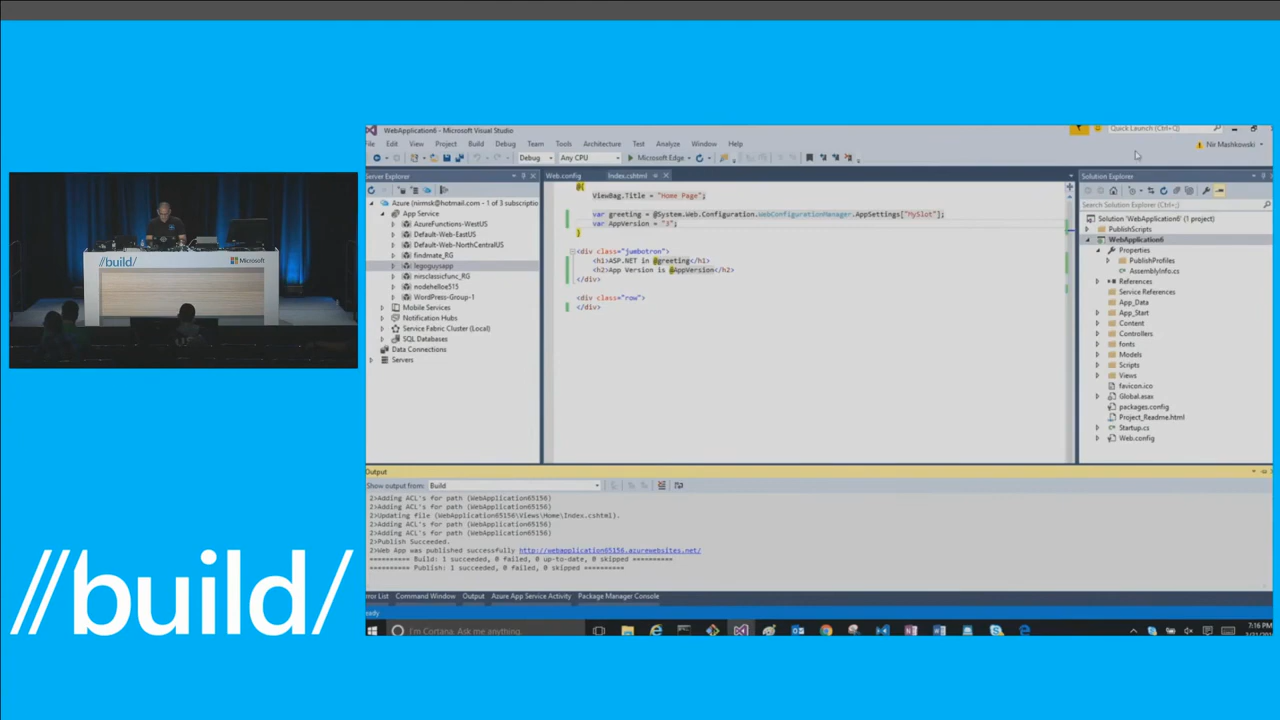 WebApplication6 - Microsoft Visual Studio
Quick Launch (Ctrl+;)
File Edit View Project Build Debug Team Tools Architecture Test Analyze Window Help
Nir Mashkowski
Debug Any CPU Microsoft Edge
Server Explorer
Azure (nirmsk@hotmail.com - 1 of 3 subscriptio
App Service
AzureFunctions-WestUS
Default-Web-EastUS
Default-Web-NorthCentralUS
findmate_RG
legoguysapp
nirsclassicfunc_RG
nodehelloe515
WordPress-Group-1
Mobile Services
Notification Hubs
Service Fabric Cluster (Local)
SQL Databases
Data Connections
Servers
Web.config Index.cshtml
@{
ViewBag.Title = "Home Page";
var greeting = @System.Web.Configuration.WebConfigurationManager.AppSettings["MySlot"];
var AppVersion = "3";
}
<div class="jumbotron">
<h1>ASP.NET in @greeting</h1>
<h2>App Version is @AppVersion</h2>
</div>
<div class="row">
</div>
Solution Explorer
Search Solution Explorer (Ctrl+;)
Solution 'WebApplication6' (1 project)
PublishScripts
WebApplication6
Properties
PublishProfiles
AssemblyInfo.cs
References
Service References
App_Data
App_Start
Content
Controllers
fonts
Models
Scripts
Views
favicon.ico
Global.asax
packages.config
Project_Readme.html
Startup.cs
Web.config
Output
Show output from: Build
2>Adding ACL's for path (WebApplication65156)
2>Adding ACL's for path (WebApplication65156)
2>Updating file (WebApplication65156\Views\Home\Index.cshtml).
2>Adding ACL's for path (WebApplication65156)
2>Adding ACL's for path (WebApplication65156)
2>Publish Succeeded.
2>Web App was published successfully http://webapplication65156.azurewebsites.net/
========== Build: 1 succeeded, 0 failed, 0 up-to-date, 0 skipped ==========
========== Publish: 1 succeeded, 0 failed, 0 skipped ==========
Error List Command Window Output Azure App Service Activity Package Manager Console
Ready
I'm Cortana. Ask me anything.
7:16 PM
//build/
Microsoft
//build/